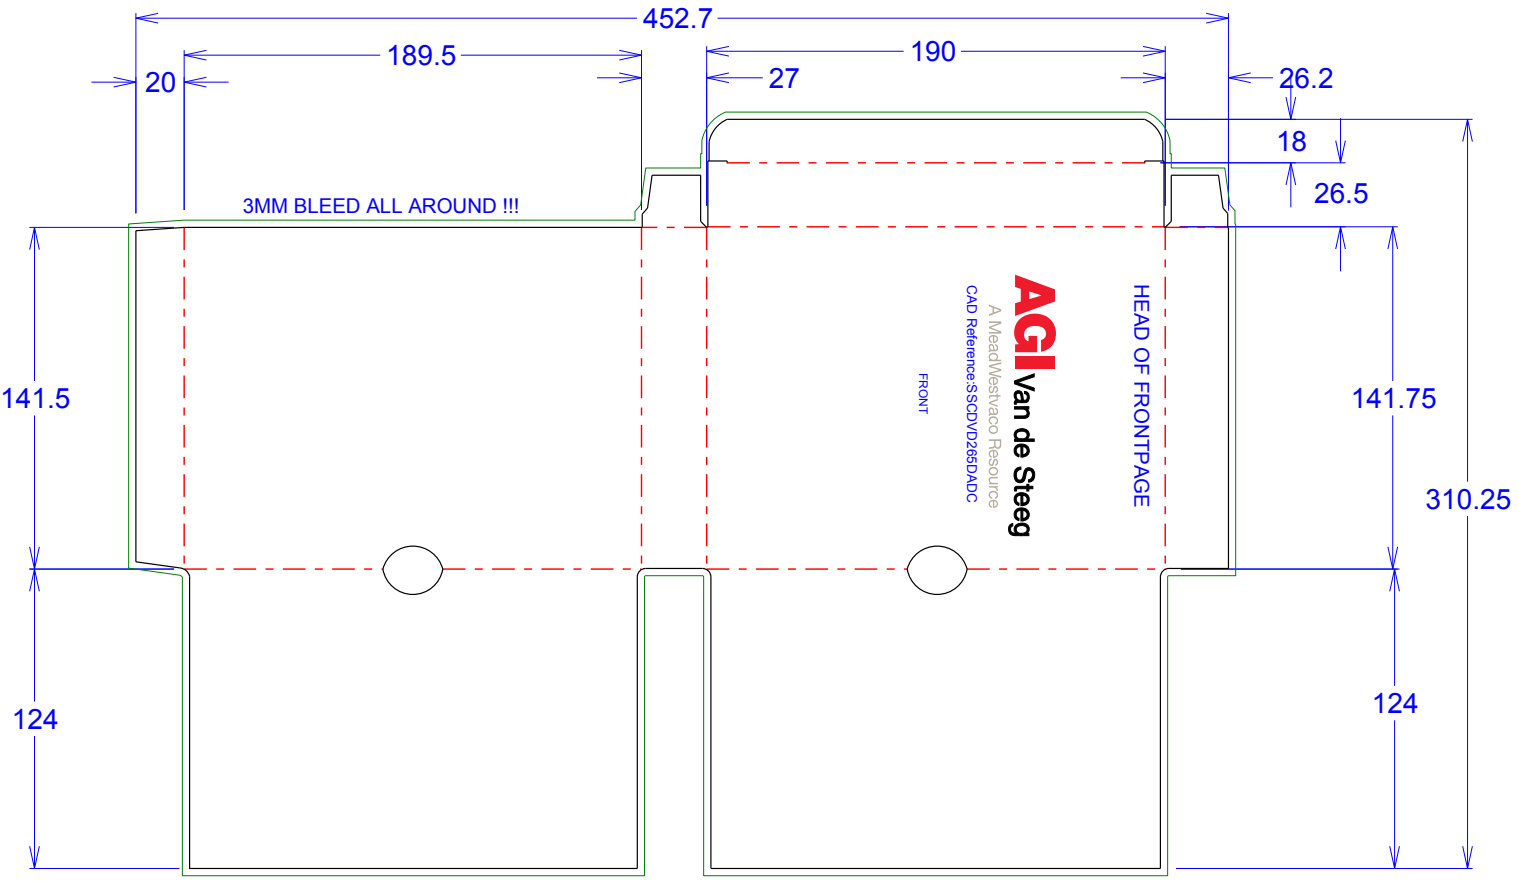 452.7
189.5
190
20
27
26.2
18
26.5
3MM BLEED ALL AROUND !!!
HEAD OF FRONTPAGE
AGI Van de Steeg
A MeadWestvaco Resource
CAD Reference:SSCDVD265DADC
FRONT
141.5
141.75
310.25
124
124